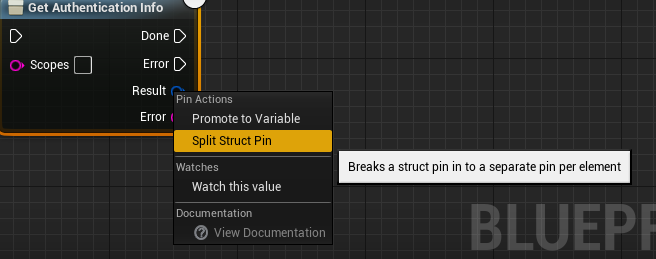 Get Authentication Info
Done
Error
Scopes
Result
Error
Pin Actions
Promote to Variable
Split Struct Pin
Breaks a struct pin in to a separate pin per element
Watches
Watch this value
Documentation
View Documentation